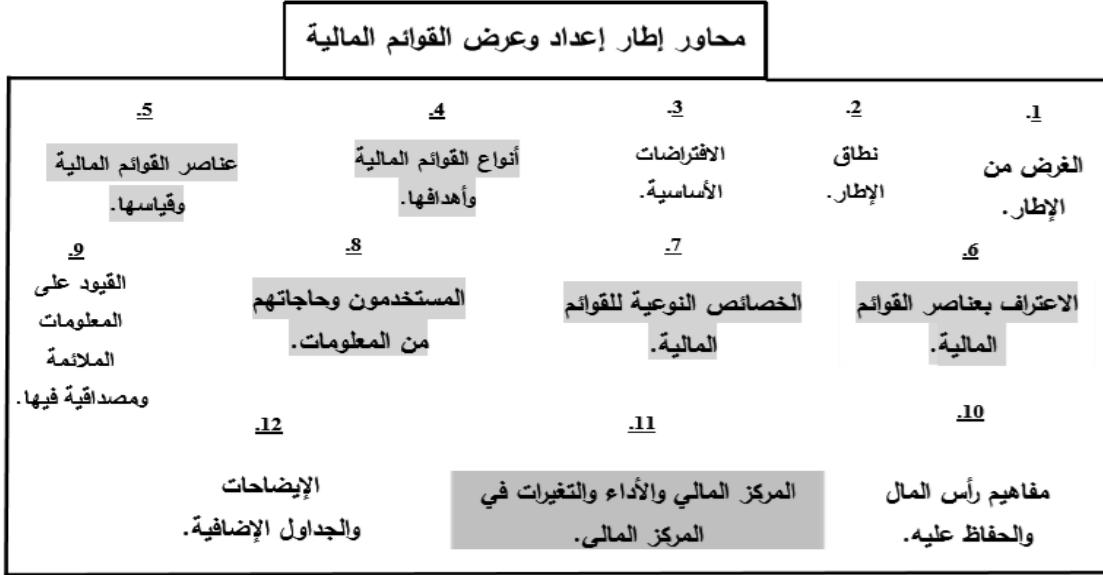 محاور إطار إعداد وعرض القوائم المالية
1.
الغرض من
الإطار.
2.
نطاق
الإطار.
3.
الافتراضات
الأساسية.
4.
أنواع القوائم المالية
وأهدافها.
5.
عناصر القوائم المالية
وقياسها.
6.
الاعتراف بعناصر القوائم
المالية.
7.
الخصائص النوعية للقوائم
المالية.
8.
المستخدمون وحاجاتهم
من المعلومات.
9.
القيود على
المعلومات
الملائمة
ومصداقية فيها.
10.
مفاهيم رأس المال
والحفاظ عليه.
11.
المركز المالي والأداء والتغيرات في
المركز المالي.
12.
الإيضاحات
والجداول الإضافية.